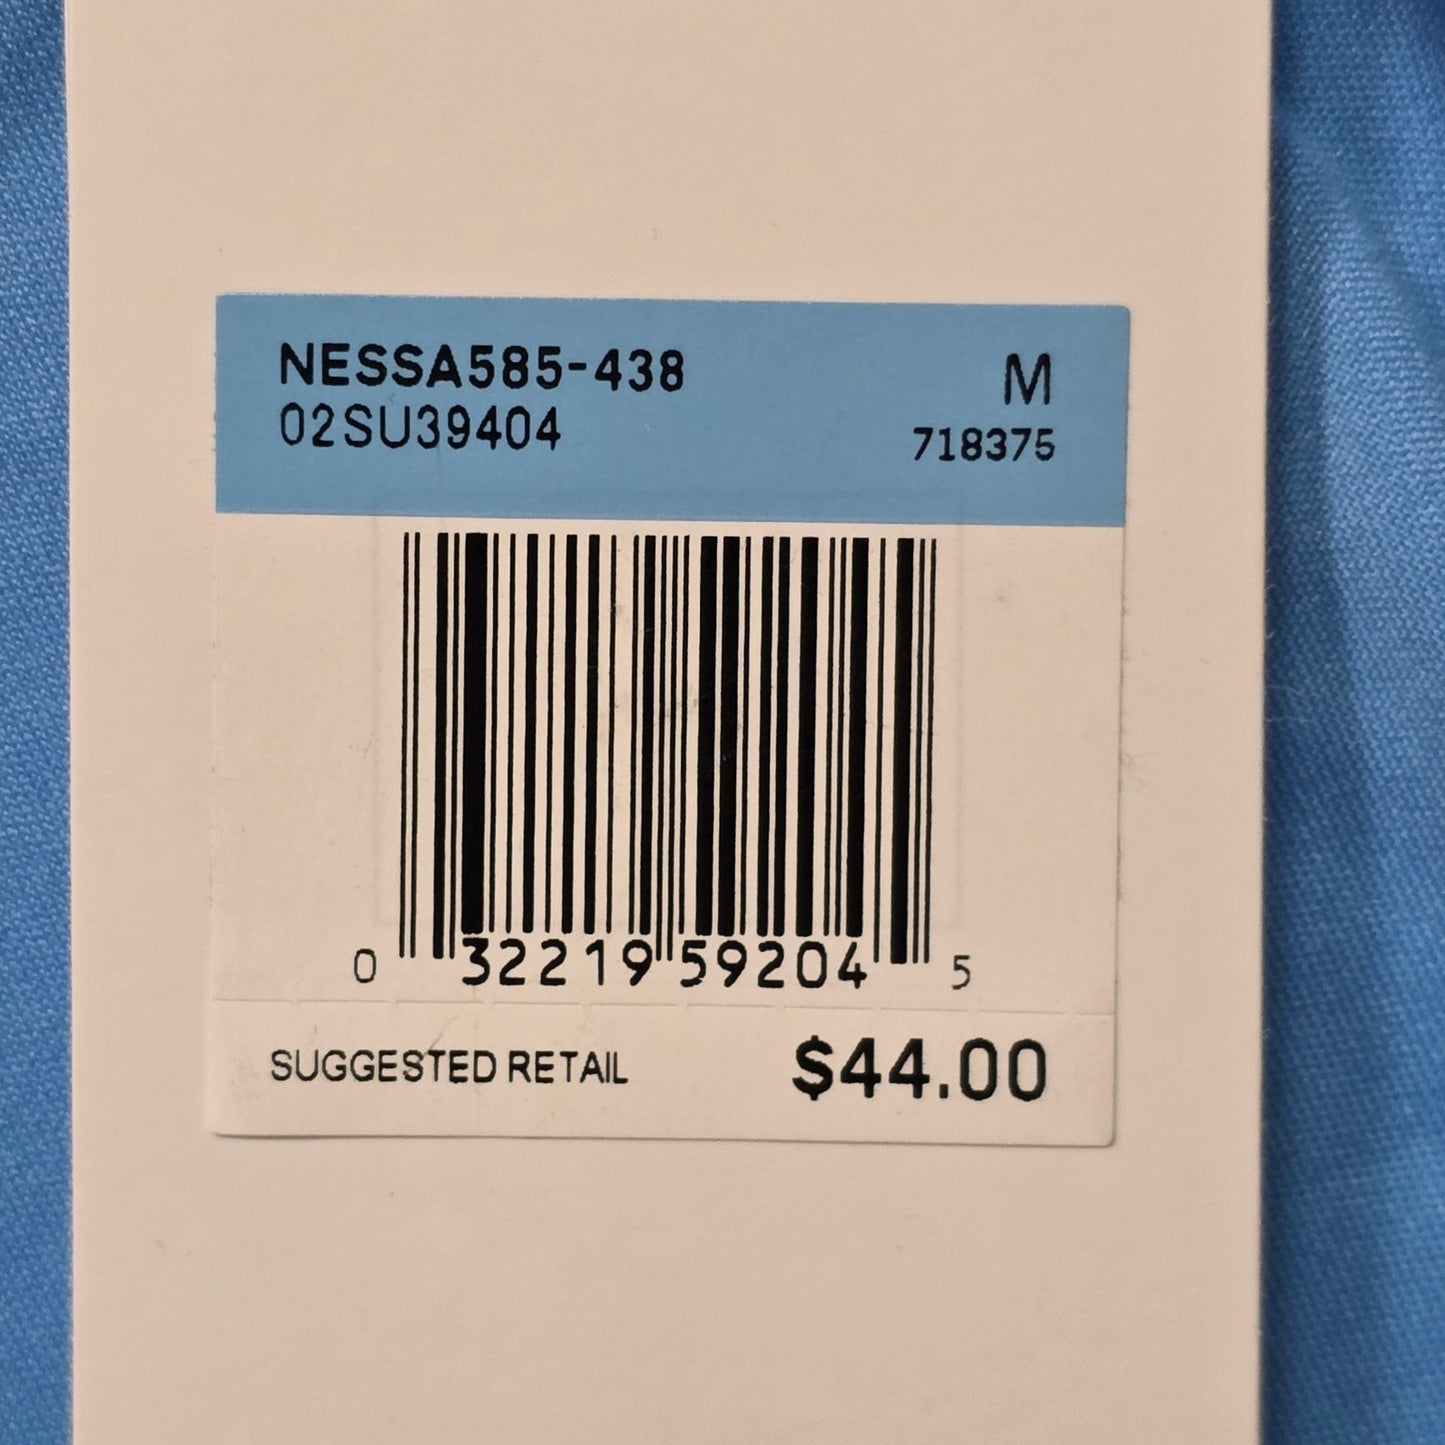 NESSA585-438 M
02SU39404 718375
0 32219 59204 5
SUGGESTED RETAIL $44.00